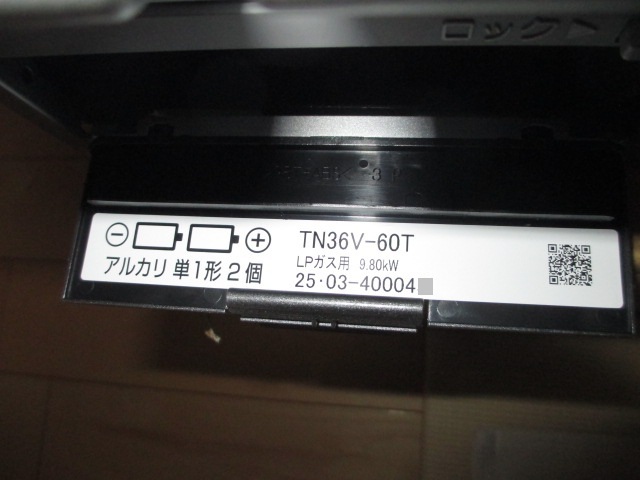 ロック▷
⊖ ⊕
アルカリ 単1形2個
TN36V-60T
LPガス用 9.80kW
25・03-40004